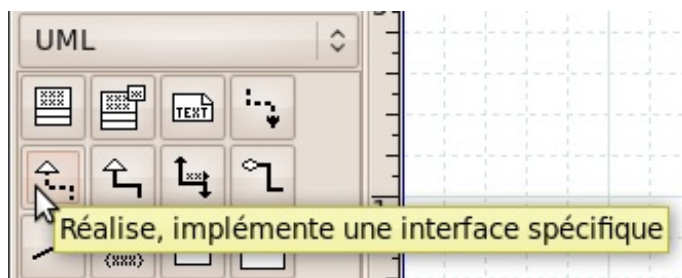 UML
TEXT
Réalise, implémente une interface spécifique